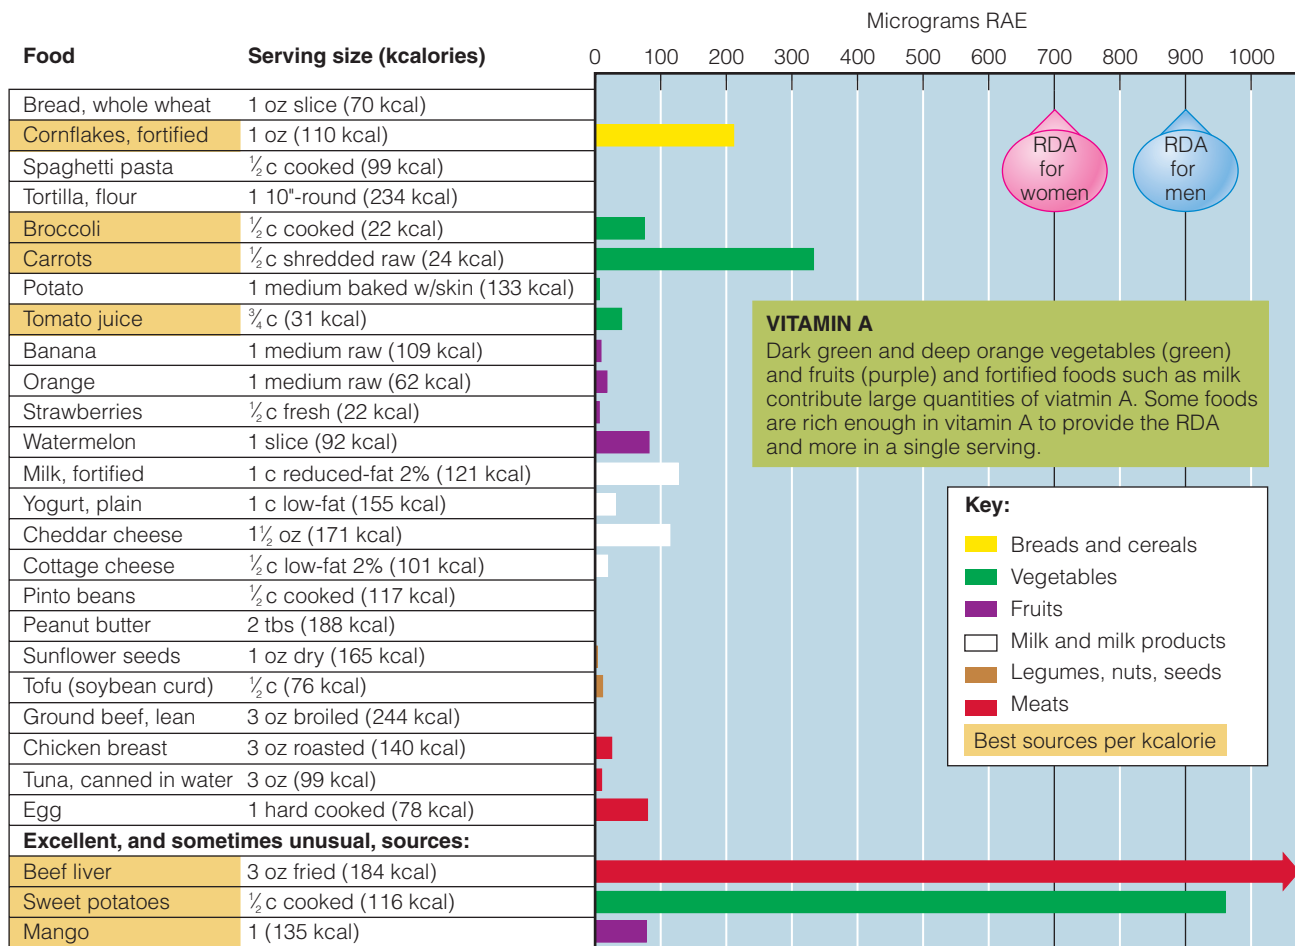 Micrograms RAE
Food Serving size (kcalories) 0 100 200 300 400 500 600 700 800 900 1000
Bread, whole wheat 1 oz slice (70 kcal)
Cornflakes, fortified 1 oz (110 kcal)
Spaghetti pasta ½ c cooked (99 kcal)
Tortilla, flour 1 10"-round (234 kcal)
Broccoli ½ c cooked (22 kcal)
Carrots ½ c shredded raw (24 kcal)
Potato 1 medium baked w/skin (133 kcal)
Tomato juice ¾ c (31 kcal)
Banana 1 medium raw (109 kcal)
Orange 1 medium raw (62 kcal)
Strawberries ½ c fresh (22 kcal)
Watermelon 1 slice (92 kcal)
Milk, fortified 1 c reduced-fat 2% (121 kcal)
Yogurt, plain 1 c low-fat (155 kcal)
Cheddar cheese 1½ oz (171 kcal)
Cottage cheese ½ c low-fat 2% (101 kcal)
Pinto beans ½ c cooked (117 kcal)
Peanut butter 2 tbs (188 kcal)
Sunflower seeds 1 oz dry (165 kcal)
Tofu (soybean curd) ½ c (76 kcal)
Ground beef, lean 3 oz broiled (244 kcal)
Chicken breast 3 oz roasted (140 kcal)
Tuna, canned in water 3 oz (99 kcal)
Egg 1 hard cooked (78 kcal)
Excellent, and sometimes unusual, sources:
Beef liver 3 oz fried (184 kcal)
Sweet potatoes ½ c cooked (116 kcal)
Mango 1 (135 kcal)
RDA
for
women
RDA
for
men
VITAMIN A
Dark green and deep orange vegetables (green)
and fruits (purple) and fortified foods such as milk
contribute large quantities of viatmin A. Some foods
are rich enough in vitamin A to provide the RDA
and more in a single serving.
Key:
Breads and cereals
Vegetables
Fruits
Milk and milk products
Legumes, nuts, seeds
Meats
Best sources per kcalorie